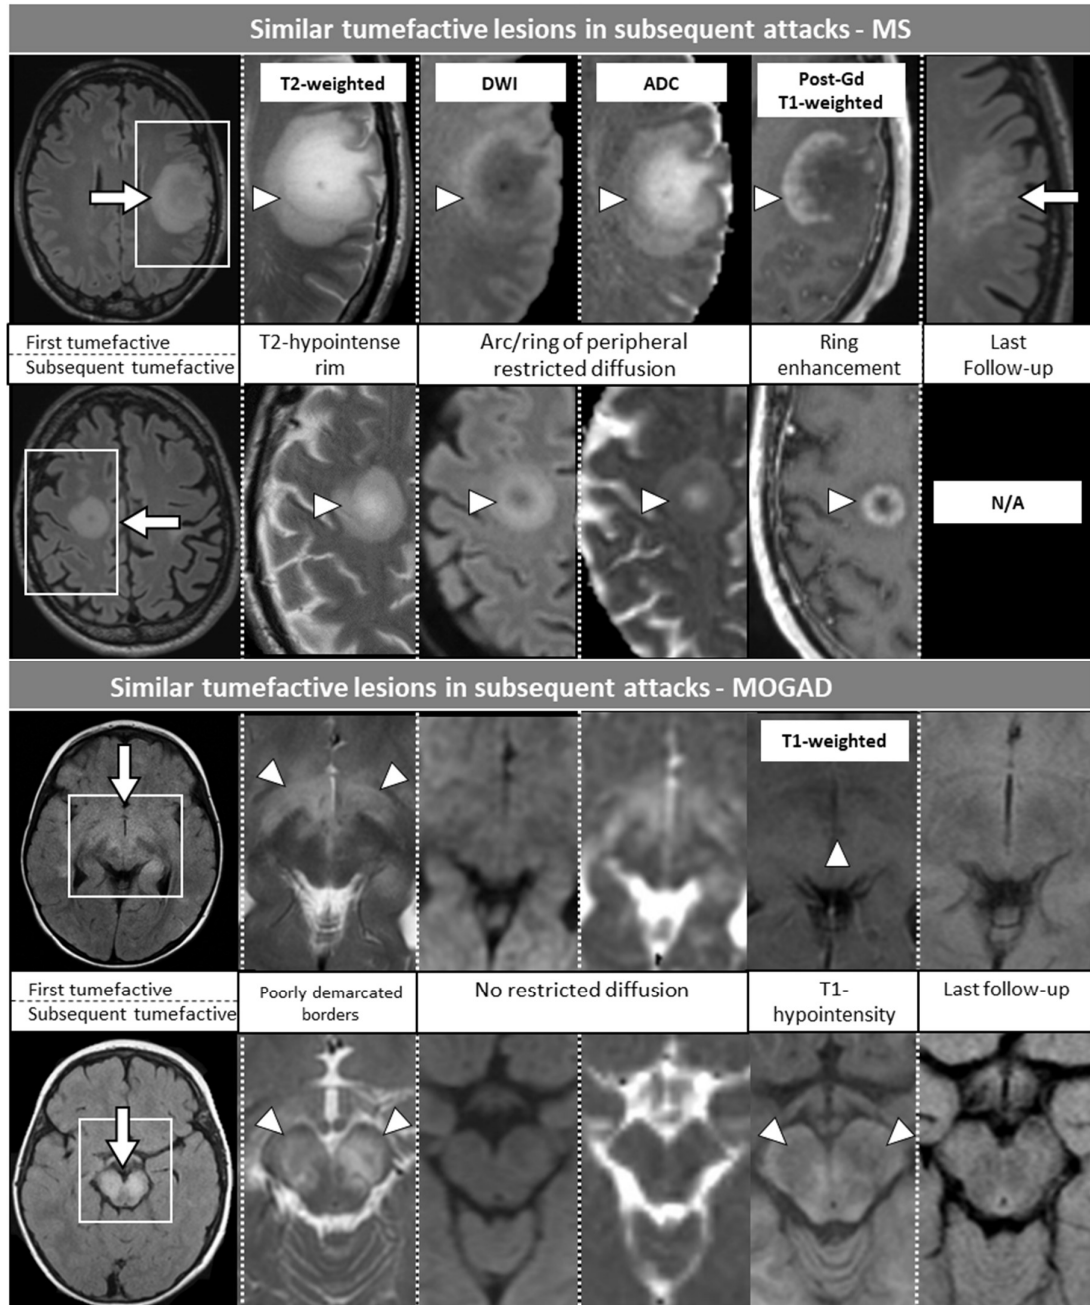 Similar tumefactive lesions in subsequent attacks - MS
T2-weighted
DWI
ADC
Post-Gd
T1-weighted
First tumefactive
Subsequent tumefactive
T2-hypointense
rim
Arc/ring of peripheral
restricted diffusion
Ring
enhancement
Last
Follow-up
N/A
Similar tumefactive lesions in subsequent attacks - MOGAD
T1-weighted
First tumefactive
Subsequent tumefactive
Poorly demarcated
borders
No restricted diffusion
T1-
hypointensity
Last follow-up